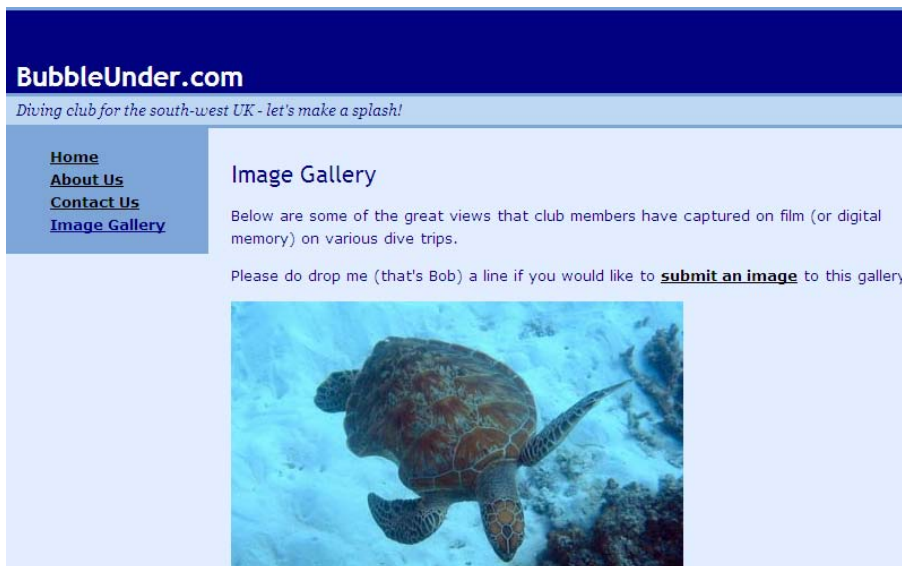 BubbleUnder.com
Diving club for the south-west UK - let's make a splash!
Home
About Us
Contact Us
Image Gallery
Image Gallery
Below are some of the great views that club members have captured on film (or digital
memory) on various dive trips.
Please do drop me (that's Bob) a line if you would like to submit an image to this gallery